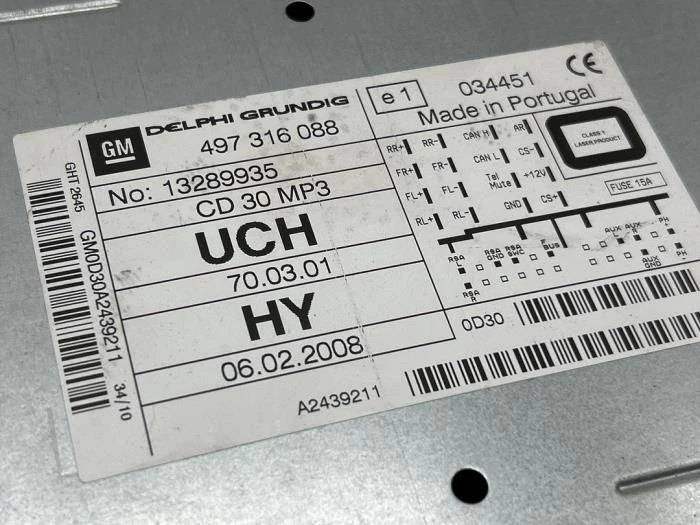 GM DELPHI GRUNDIG
497 316 088
No: 13289935
CD 30 MP3
UCH
70.03.01
HY
06.02.2008
A2439211
e1
034451
CE
Made in Portugal
RR+ RR- CAN H AR
FR+ FR- CAN L CS-
FL+ FL- Tel Mute +12V
RL+ RL- GND CS+
CLASS 1
LASER PRODUCT
FUSE 15A
RSA L RSA GND RSA SWC F BUS AUX L AUX R PH
RSA R AUX GND PH
0D30
GHT 2645
GM0D30A2439211 34/10